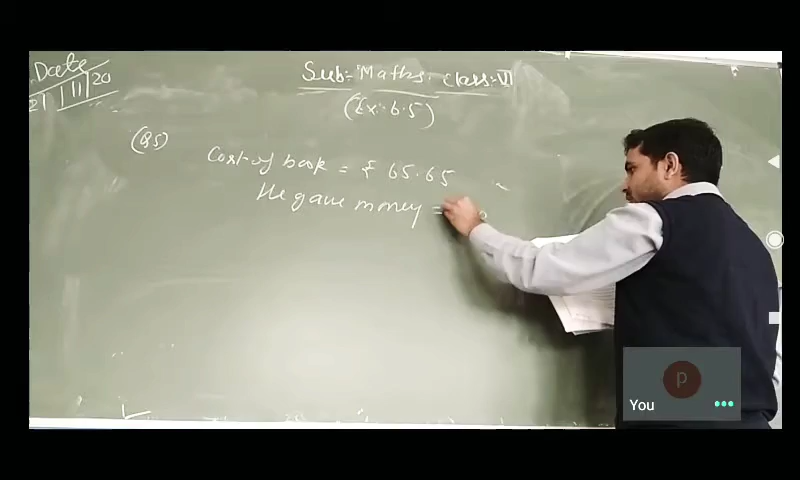 Date
21/11/20
Sub:- Maths. Class:- VI
(Ex:- 6.5)
(Q5)
Cost of book = ₹ 65.65
He gave money =
P
You